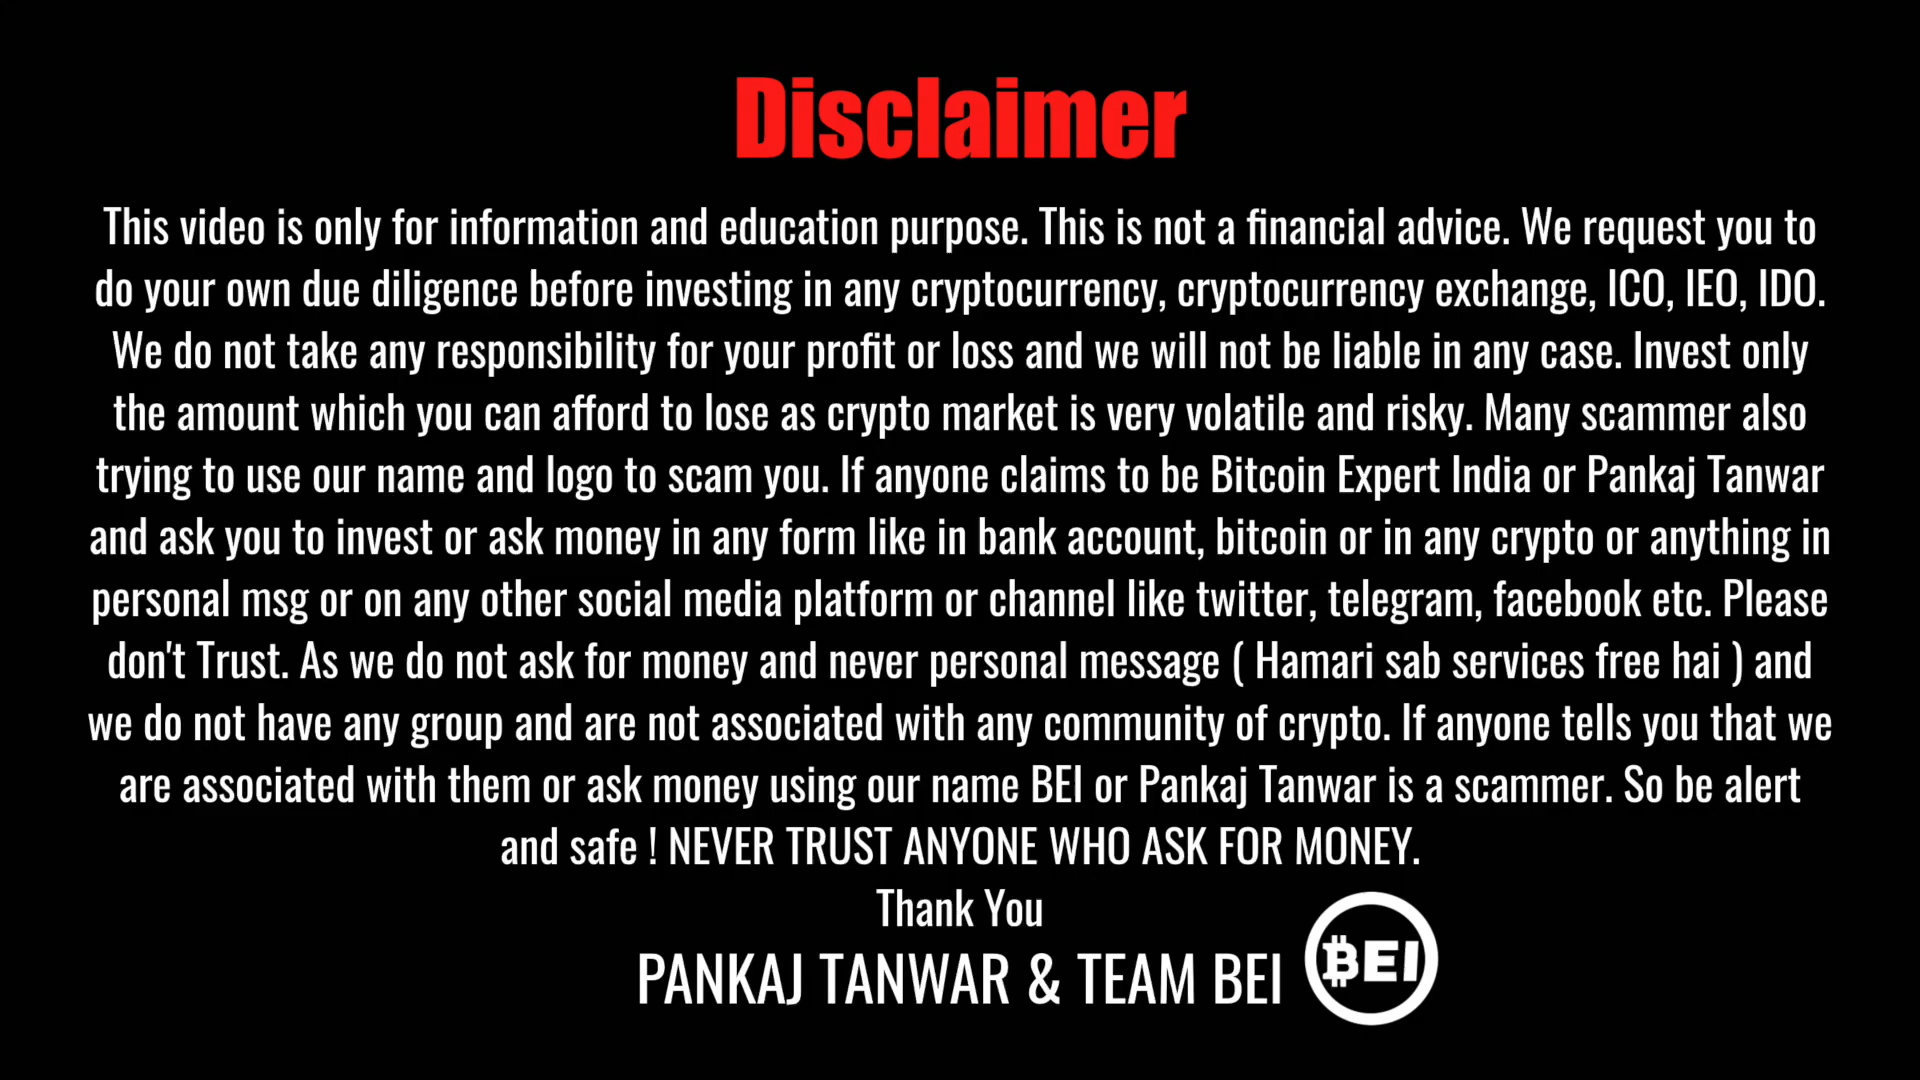 Disclaimer
This video is only for information and education purpose. This is not a financial advice. We request you to
do your own due diligence before investing in any cryptocurrency, cryptocurrency exchange, ICO, IEO, IDO.
We do not take any responsibility for your profit or loss and we will not be liable in any case. Invest only
the amount which you can afford to lose as crypto market is very volatile and risky. Many scammer also
trying to use our name and logo to scam you. If anyone claims to be Bitcoin Expert India or Pankaj Tanwar
and ask you to invest or ask money in any form like in bank account, bitcoin or in any crypto or anything in
personal msg or on any other social media platform or channel like twitter, telegram, facebook etc. Please
don't Trust. As we do not ask for money and never personal message ( Hamari sab services free hai ) and
we do not have any group and are not associated with any community of crypto. If anyone tells you that we
are associated with them or ask money using our name BEI or Pankaj Tanwar is a scammer. So be alert
and safe ! NEVER TRUST ANYONE WHO ASK FOR MONEY.
Thank You
PANKAJ TANWAR & TEAM BEI
BEI